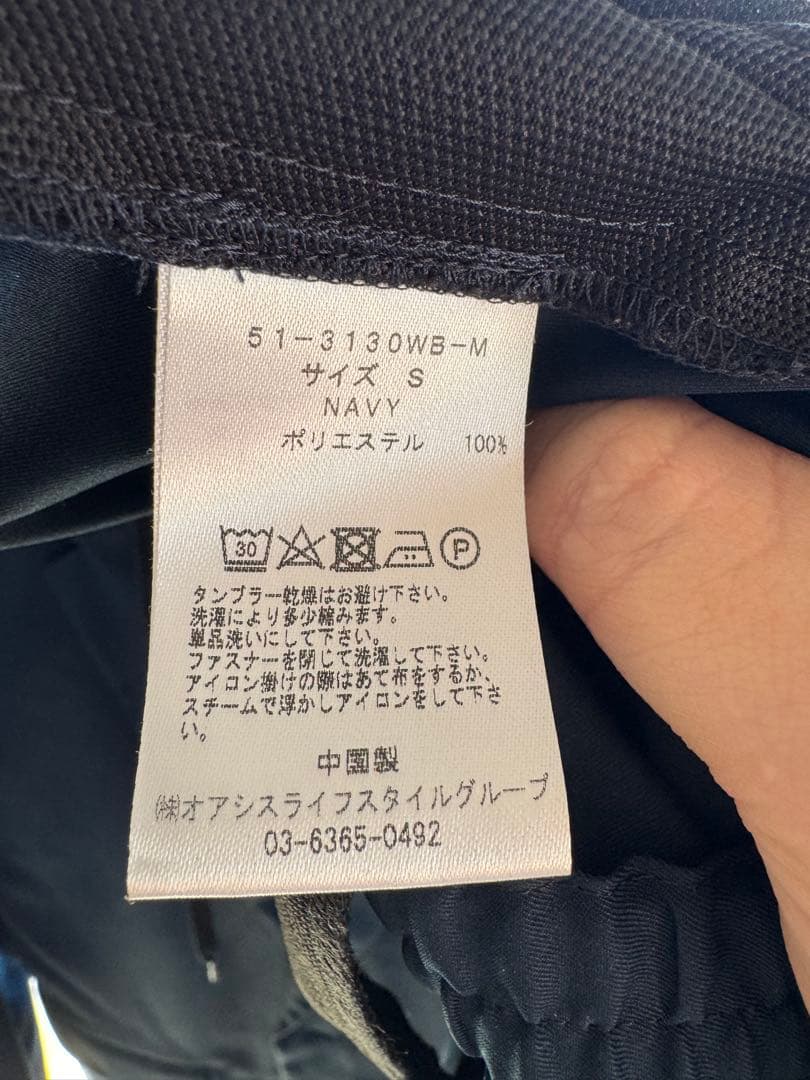 51-3130WB-M
サイズ S
NAVY
ポリエステル 100%
30 P
タンブラー乾燥はお避け下さい。
洗濯により多少縮みます。
単品洗いにして下さい。
ファスナーを閉じて洗濯して下さい。
アイロン掛けの際はあて布をするか、
スチームで浮かしアイロンをして下さ
い。
中国製
㈱オアシスライフスタイルグループ
03-6365-0492